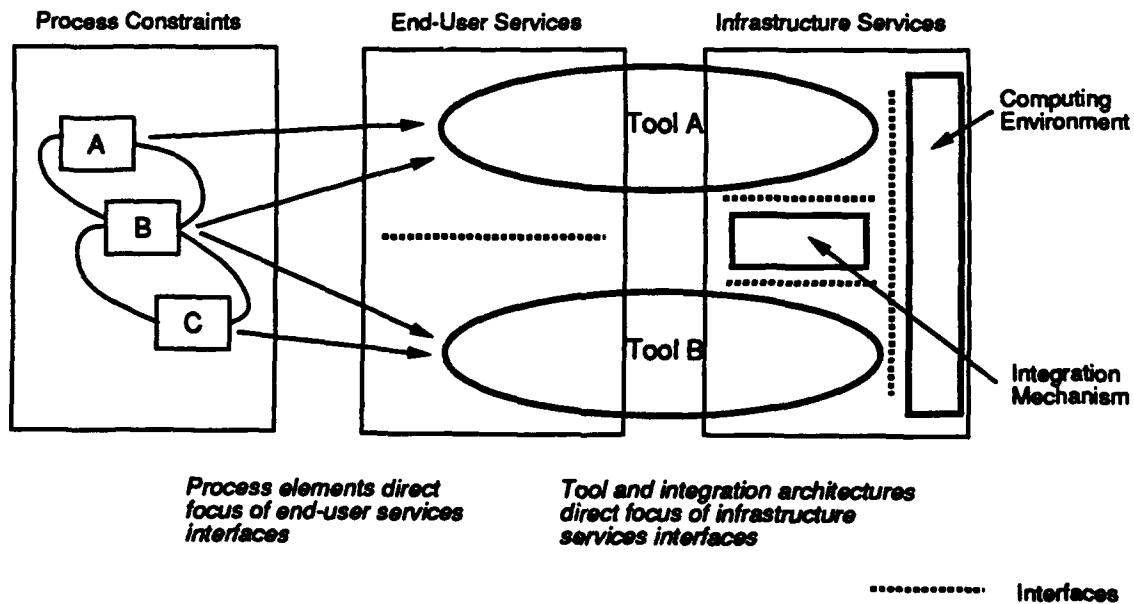 Process Constraints
End-User Services
Infrastructure Services
A
B
C
Tool A
Tool B
Computing
Environment
Integration
Mechanism
Process elements direct
focus of end-user services
interfaces
Tool and integration architectures
direct focus of infrastructure
services interfaces
Interfaces